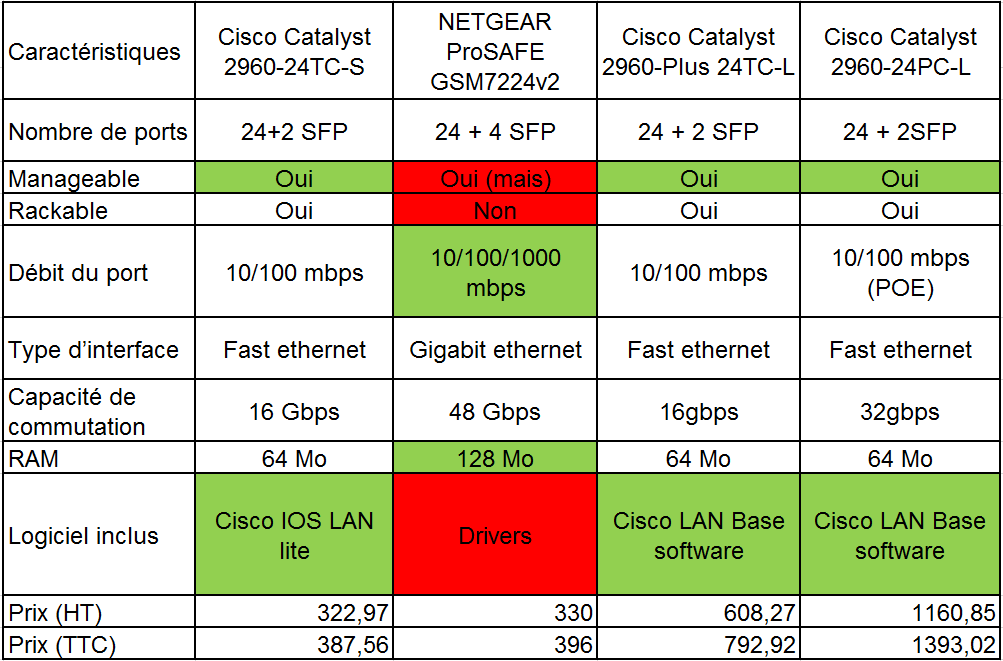 Caractéristiques
Cisco Catalyst
2960-24TC-S
NETGEAR
ProSAFE
GSM7224v2
Cisco Catalyst
2960-Plus 24TC-L
Cisco Catalyst
2960-24PC-L
Nombre de ports
24+2 SFP
24 + 4 SFP
24 + 2 SFP
24 + 2SFP
Manageable
Oui
Oui (mais)
Oui
Oui
Rackable
Oui
Non
Oui
Oui
Débit du port
10/100 mbps
10/100/1000
mbps
10/100 mbps
10/100 mbps
(POE)
Type d’interface
Fast ethernet
Gigabit ethernet
Fast ethernet
Fast ethernet
Capacité de
commutation
16 Gbps
48 Gbps
16gbps
32gbps
RAM
64 Mo
128 Mo
64 Mo
64 Mo
Logiciel inclus
Cisco IOS LAN
lite
Drivers
Cisco LAN Base
software
Cisco LAN Base
software
Prix (HT)
322,97
330
608,27
1160,85
Prix (TTC)
387,56
396
792,92
1393,02